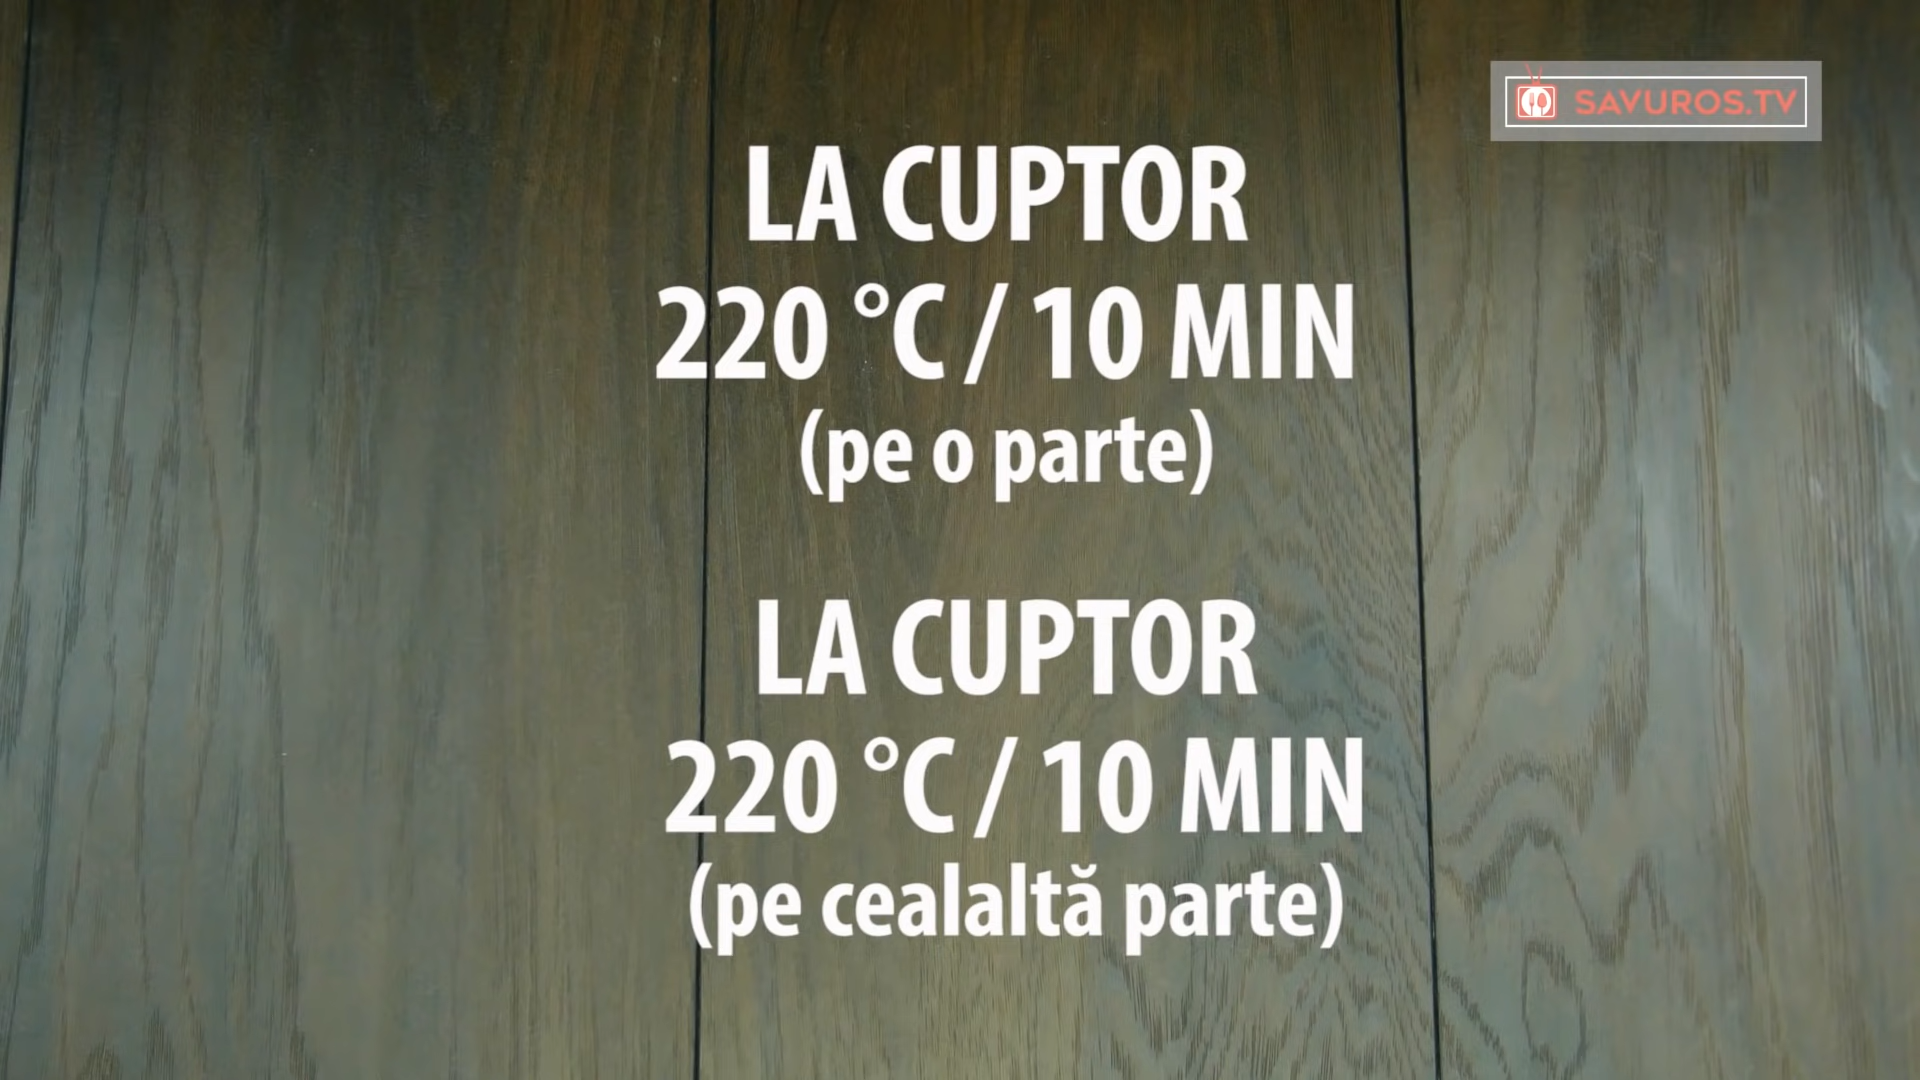 SAVUROS.TV
LA CUPTOR
220 °C / 10 MIN
(pe o parte)
LA CUPTOR
220 °C / 10 MIN
(pe cealaltă parte)